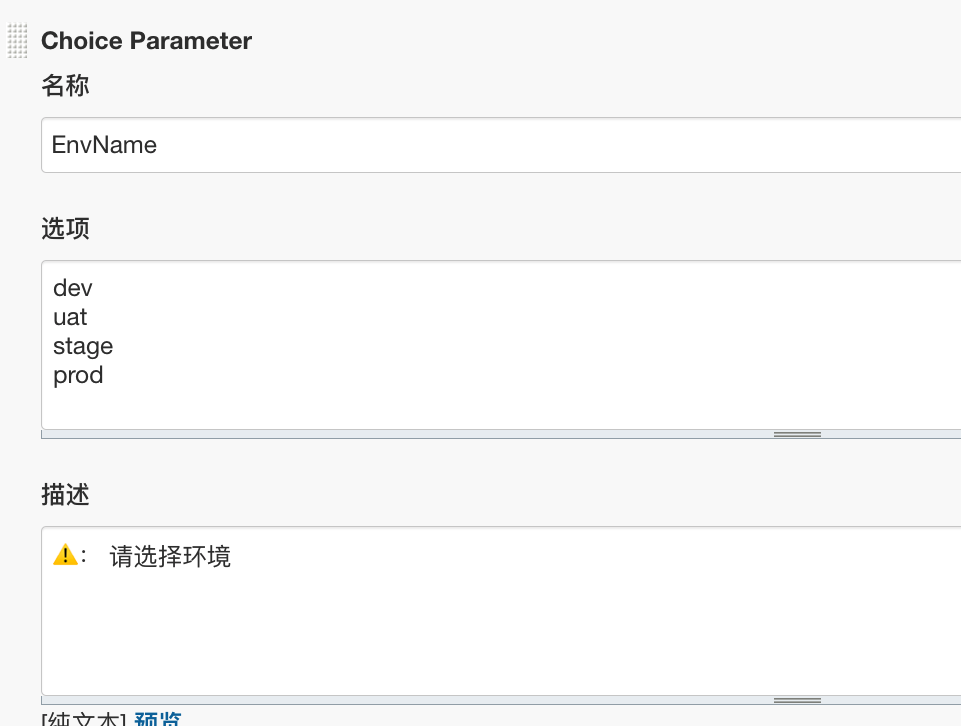 Choice Parameter
名称
EnvName
选项
dev
uat
stage
prod
描述
⚠️： 请选择环境
[纯文本] 预览